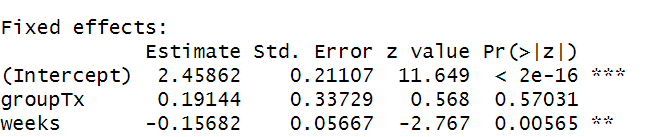 Fixed effects:
Estimate Std. Error z value Pr(>|z|)
(Intercept) 2.45862 0.21107 11.649 < 2e-16 ***
groupTx 0.19144 0.33729 0.568 0.57031
weeks -0.15682 0.05667 -2.767 0.00565 **